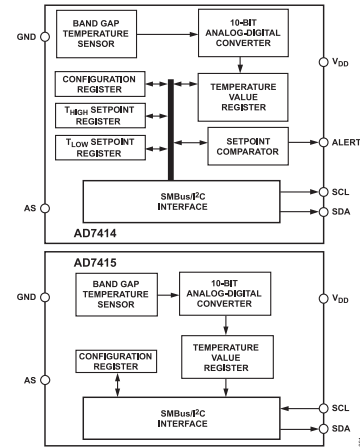 BAND GAP
TEMPERATURE
SENSOR
10-BIT
ANALOG-DIGITAL
CONVERTER
GND
VDD
CONFIGURATION
REGISTER
TEMPERATURE
VALUE
REGISTER
THIGH SETPOINT
REGISTER
TLOW SETPOINT
REGISTER
SETPOINT
COMPARATOR
ALERT
SMBus/I²C
INTERFACE
SCL
SDA
AS
AD7414
AD7415
BAND GAP
TEMPERATURE
SENSOR
10-BIT
ANALOG-DIGITAL
CONVERTER
GND
VDD
CONFIGURATION
REGISTER
TEMPERATURE
VALUE
REGISTER
AS
SMBus/I²C
INTERFACE
SCL
SDA